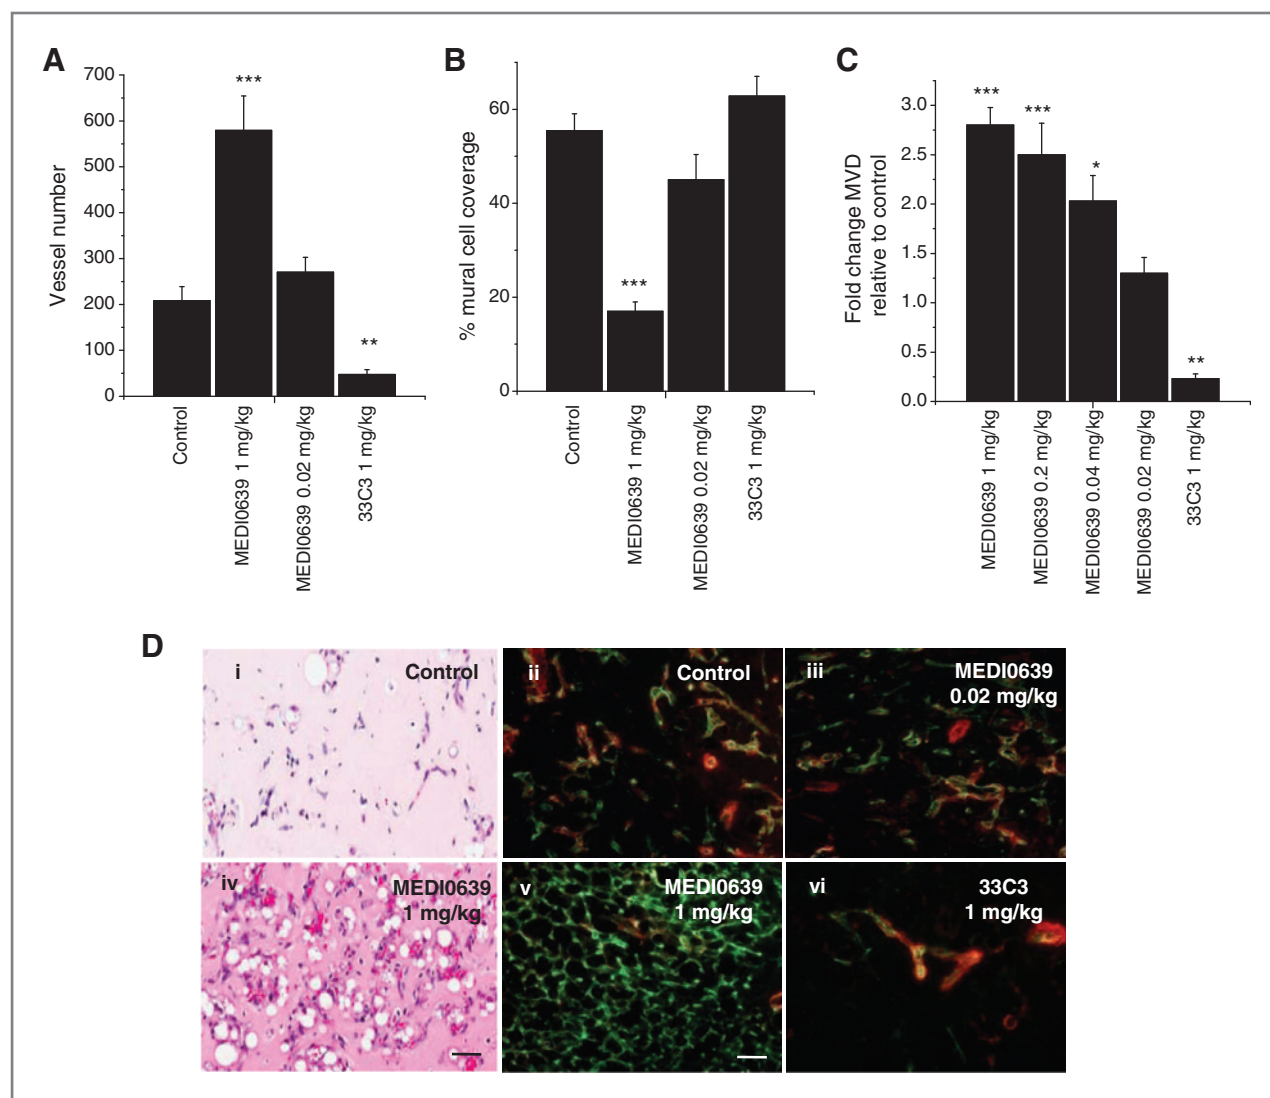 A
700
600
500
400
300
200
100
0
Vessel number
***
**
Control
MEDI0639 1 mg/kg
MEDI0639 0.02 mg/kg
33C3 1 mg/kg
B
60
40
20
0
% mural cell coverage
***
Control
MEDI0639 1 mg/kg
MEDI0639 0.02 mg/kg
33C3 1 mg/kg
C
3.0
2.5
2.0
1.5
1.0
0.5
0.0
Fold change MVD
relative to control
***
***
*
**
MEDI0639 1 mg/kg
MEDI0639 0.2 mg/kg
MEDI0639 0.04 mg/kg
MEDI0639 0.02 mg/kg
33C3 1 mg/kg
D
i
Control
ii
Control
iii
MEDI0639
0.02 mg/kg
iv
MEDI0639
1 mg/kg
v
MEDI0639
1 mg/kg
vi
33C3
1 mg/kg